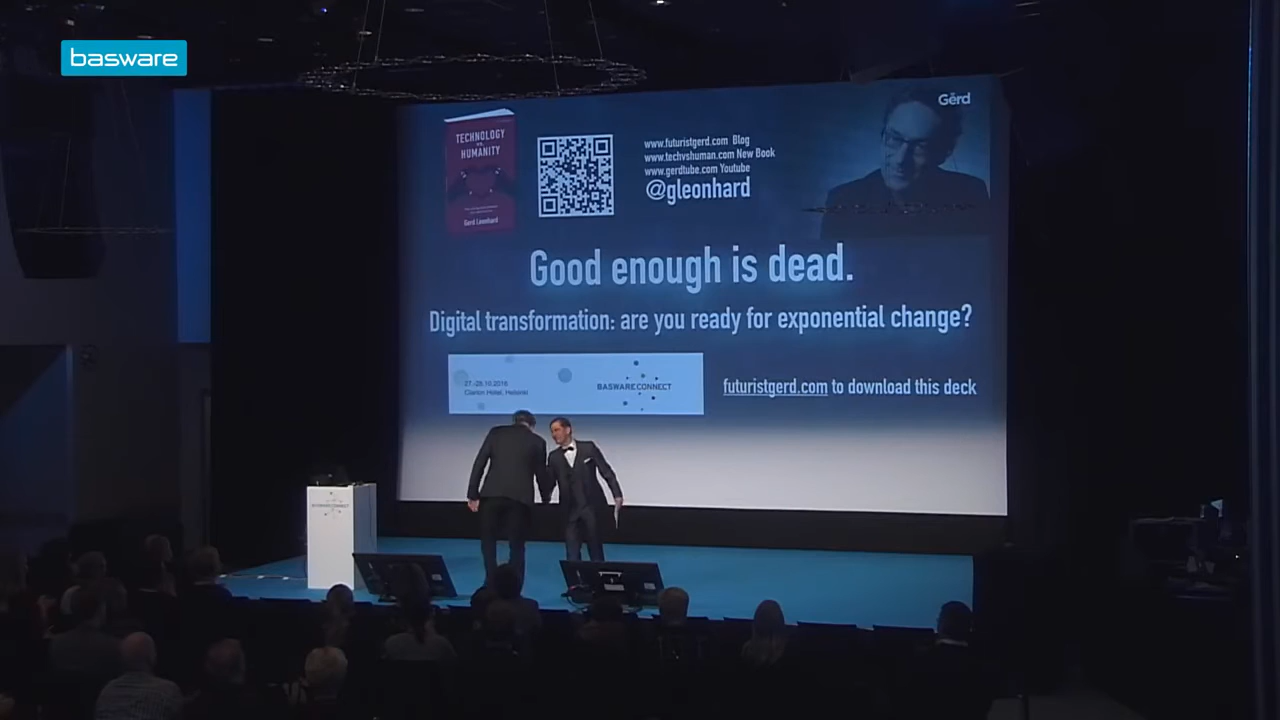 basware
Gerd
TECHNOLOGY
VS.
HUMANITY
Gerd Leonhard
www.futuristgerd.com Blog
www.techvshuman.com New Book
www.gerdtube.com Youtube
@gleonhard
Good enough is dead.
Digital transformation: are you ready for exponential change?
27.-28.10.2016
Clarion Hotel, Helsinki
BASWARECONNECT
futuristgerd.com to download this deck
BASWARECONNECT